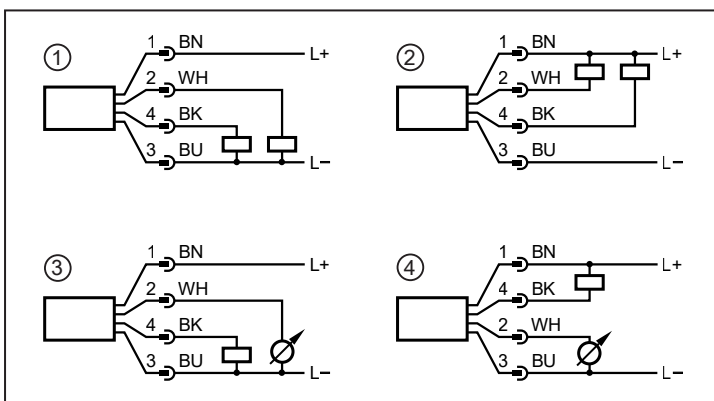 ①
1 BN L+
2 WH
4 BK
3 BU L−
②
1 BN L+
2 WH
4 BK
3 BU L−
③
1 BN L+
2 WH
4 BK
3 BU L−
④
1 BN L+
4 BK
2 WH
3 BU L−